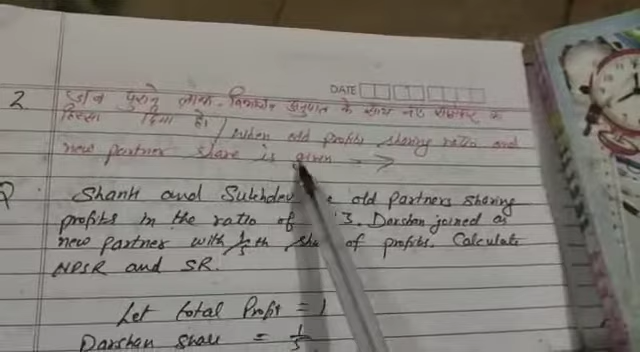 DATE
2 जब पुराने लाभ-विभाजन अनुपात के साथ नए साझेदार का
हिस्सा दिया हो। / when old profits sharing ratio and
new partner share is given →
Q Shank and Sukhdev old partners sharing
profits in the ratio of :3. Darshan joined as
new partner with 1/5th of profits. Calculate
NPSR and SR.
Let total Profit = 1
Darshan share = 1/5